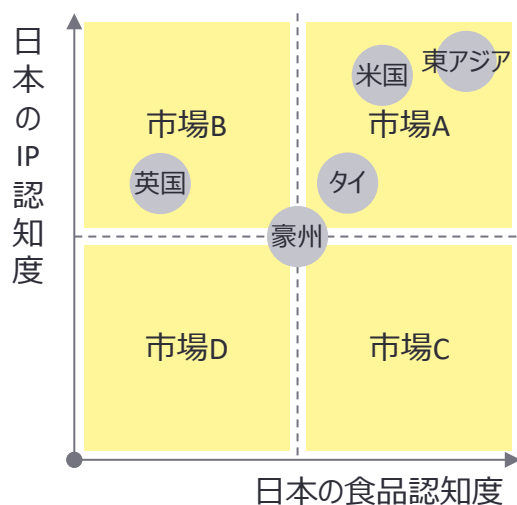 日本のIP認知度
東アジア
米国
市場B
市場A
英国
タイ
豪州
市場D
市場C
日本の食品認知度